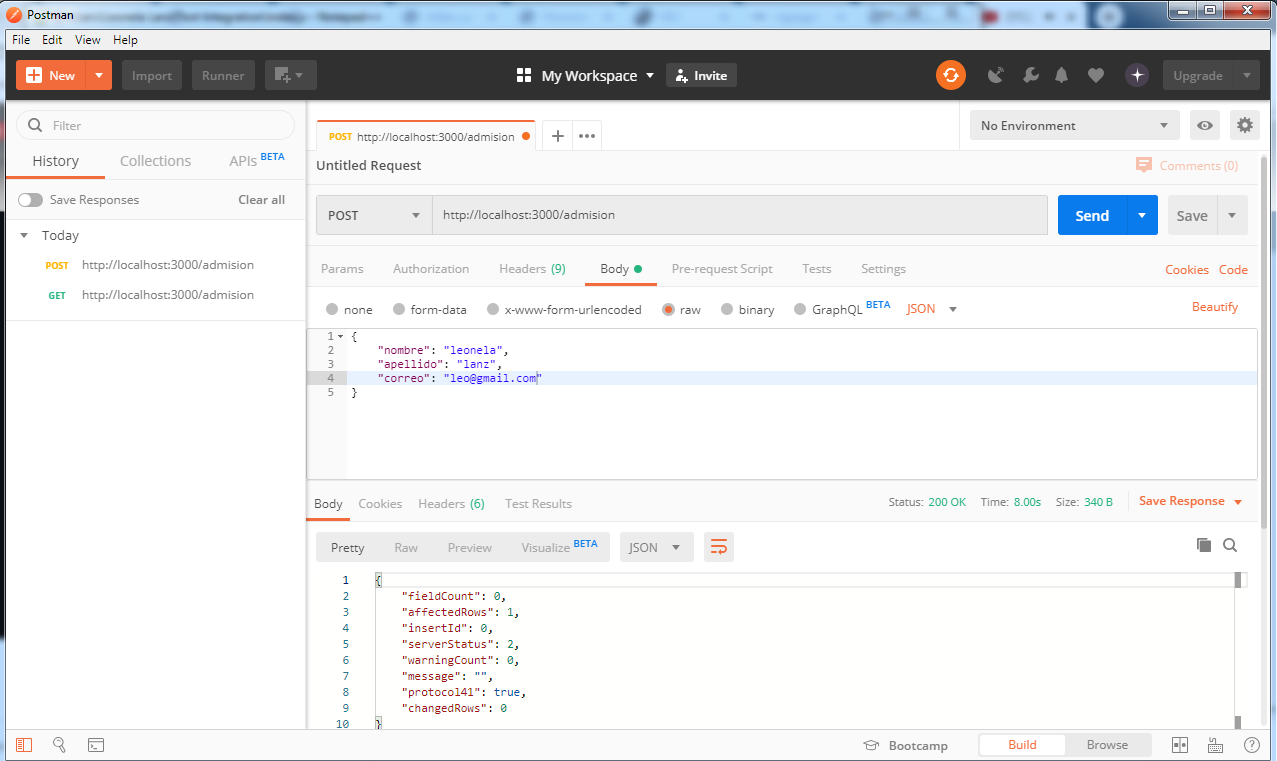 Postman
File Edit View Help
New Import Runner My Workspace Invite Upgrade
Filter
History Collections APIs BETA
Save Responses Clear all
Today
POST http://localhost:3000/admision
GET http://localhost:3000/admision
POST http://localhost:3000/admision ••• No Environment
Untitled Request Comments (0)
POST http://localhost:3000/admision Send Save
Params Authorization Headers (9) Body Pre-request Script Tests Settings Cookies Code
none form-data x-www-form-urlencoded raw binary GraphQL BETA JSON Beautify
1 {
2 "nombre": "leonela",
3 "apellido": "lanz",
4 "correo": "leo@gmail.com"
5 }
Body Cookies Headers (6) Test Results Status: 200 OK Time: 8.00s Size: 340 B Save Response
Pretty Raw Preview Visualize BETA JSON
1 {
2 "fieldCount": 0,
3 "affectedRows": 1,
4 "insertId": 0,
5 "serverStatus": 2,
6 "warningCount": 0,
7 "message": "",
8 "protocol41": true,
9 "changedRows": 0
10 }
Bootcamp Build Browse